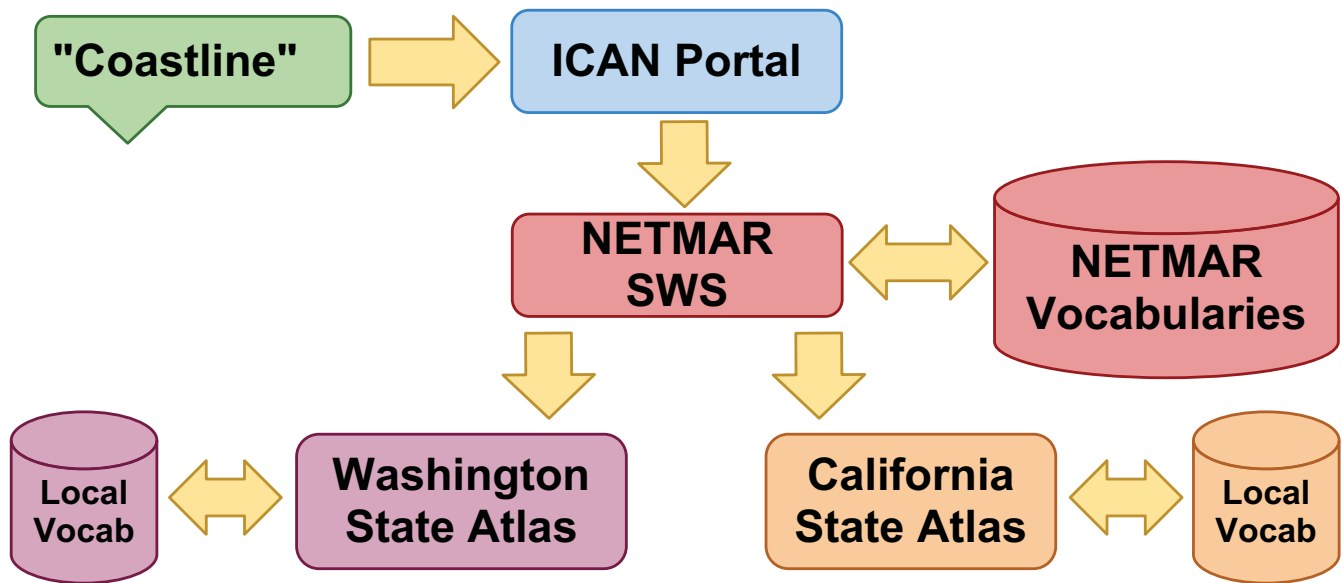 "Coastline"
ICAN Portal
NETMAR
SWS
NETMAR
Vocabularies
Local
Vocab
Washington
State Atlas
California
State Atlas
Local
Vocab